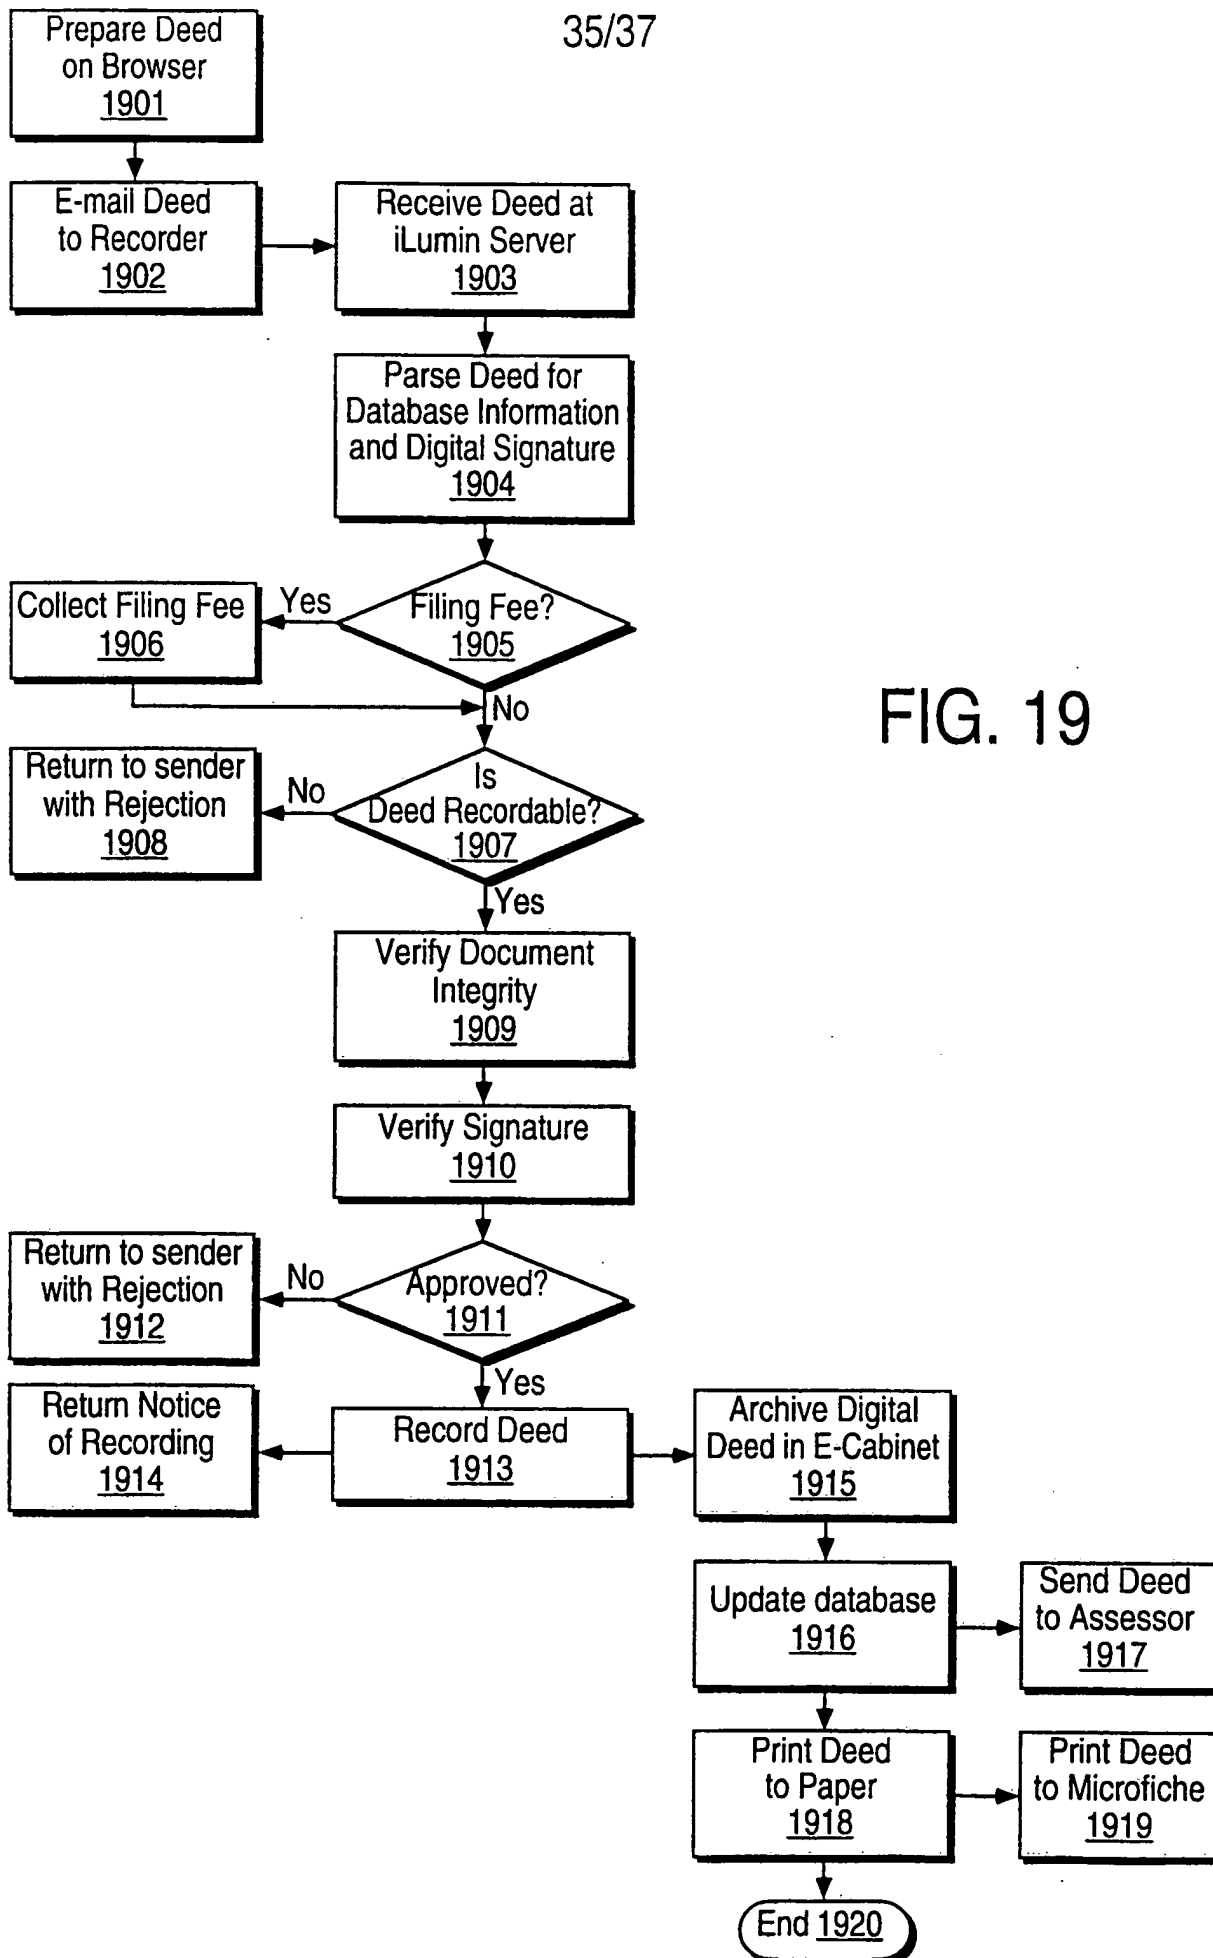 35/37
Prepare Deed
on Browser
1901
E-mail Deed
to Recorder
1902
Receive Deed at
iLumin Server
1903
Parse Deed for
Database Information
and Digital Signature
1904
Filing Fee?
1905
Yes
Collect Filing Fee
1906
No
FIG. 19
Is
Deed Recordable?
1907
No
Return to sender
with Rejection
1908
Yes
Verify Document
Integrity
1909
Verify Signature
1910
Approved?
1911
No
Return to sender
with Rejection
1912
Yes
Record Deed
1913
Return Notice
of Recording
1914
Archive Digital
Deed in E-Cabinet
1915
Update database
1916
Send Deed
to Assessor
1917
Print Deed
to Paper
1918
Print Deed
to Microfiche
1919
End 1920